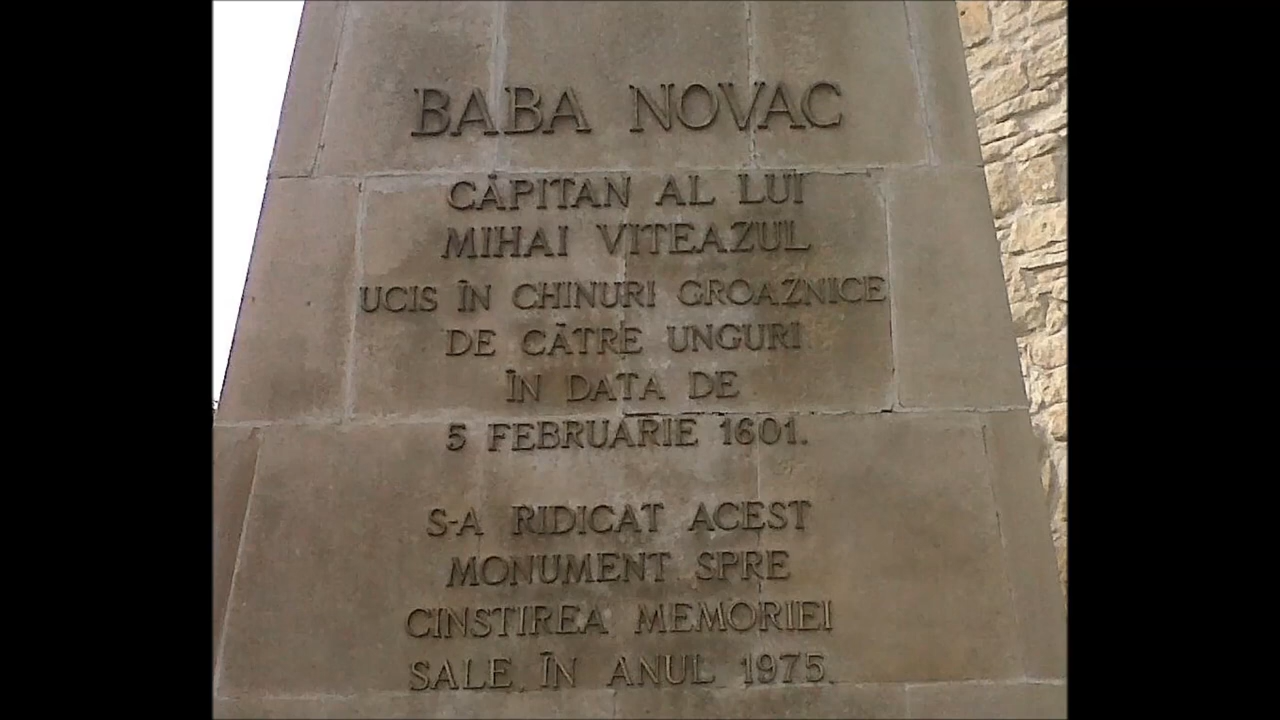 BABA NOVAC
CĂPITAN AL LUI
MIHAI VITEAZUL
UCIS ÎN CHINURI GROAZNICE
DE CĂTRE UNGURI
ÎN DATA DE
5 FEBRUARIE 1601.
S-A RIDICAT ACEST
MONUMENT SPRE
CINSTIREA MEMORIEI
SALE, ÎN ANUL 1975.